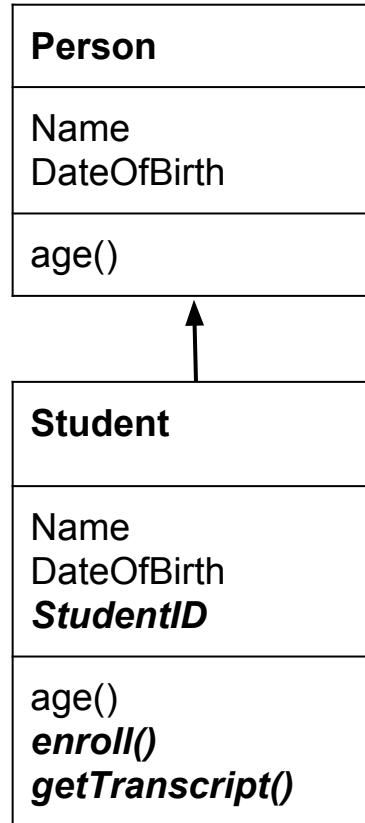 Person
Name
DateOfBirth
age()
Student
Name
DateOfBirth
StudentID
age()
enroll()
getTranscript()